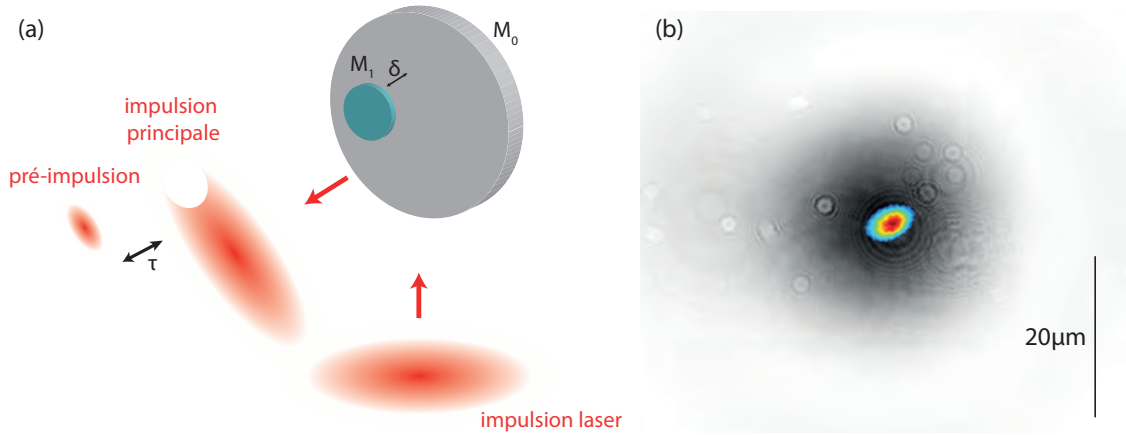 (a)
M₀
M₁
δ
impulsion
principale
pré-impulsion
τ
impulsion laser
(b)
20µm